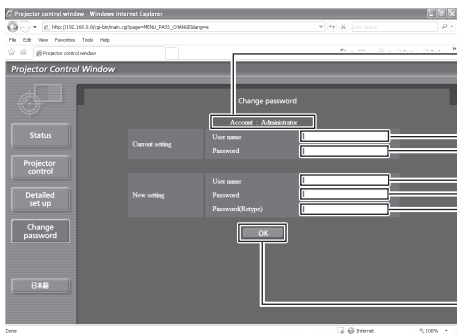 Projector control window - Windows Internet Explorer
http://192.168.0.8/cgi-bin/main.cgi?page=MENU_PASS_CHANGE&lang=e
Live Search
File Edit View Favorites Tools Help
Projector control window
Projector Control Window
Change password
Account : Administrator
Status
Current setting
User name
Password
Projector
control
Detailed
set up
New setting
User name
Password
Password(Retype)
Change
password
OK
日本語
Done
Internet
100%